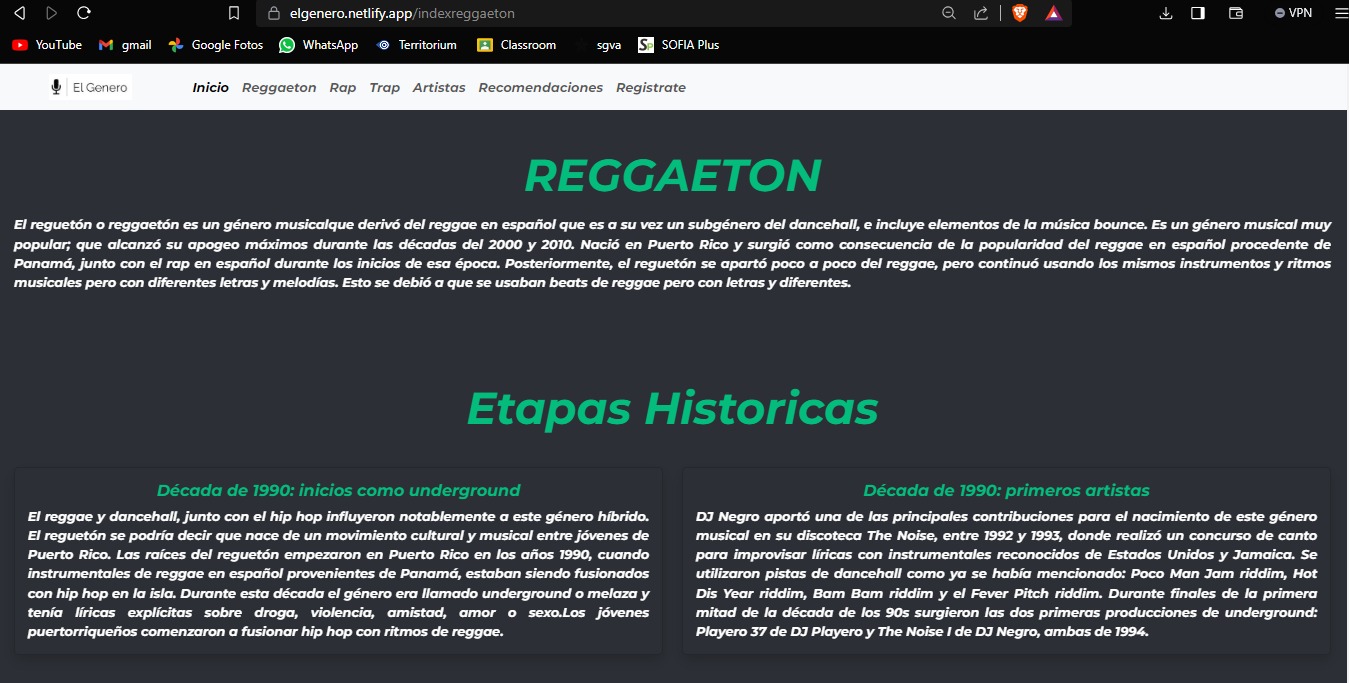 elgenero.netlify.app/indexreggaeton
VPN
YouTube gmail Google Fotos WhatsApp Territorium Classroom sgva SOFIA Plus
El Genero Inicio Reggaeton Rap Trap Artistas Recomendaciones Registrate
REGGAETON
El reguetón o reggaetón es un género musicalque derivó del reggae en español que es a su vez un subgénero del dancehall, e incluye elementos de la música bounce. Es un género musical muy
popular; que alcanzó su apogeo máximos durante las décadas del 2000 y 2010. Nació en Puerto Rico y surgió como consecuencia de la popularidad del reggae en español procedente de
Panamá, junto con el rap en español durante los inicios de esa época. Posteriormente, el reguetón se apartó poco a poco del reggae, pero continuó usando los mismos instrumentos y ritmos
musicales pero con diferentes letras y melodías. Esto se debió a que se usaban beats de reggae pero con letras y diferentes.
Etapas Historicas
Década de 1990: inicios como underground
El reggae y dancehall, junto con el hip hop influyeron notablemente a este género híbrido.
El reguetón se podría decir que nace de un movimiento cultural y musical entre jóvenes de
Puerto Rico. Las raíces del reguetón empezaron en Puerto Rico en los años 1990, cuando
instrumentales de reggae en español provenientes de Panamá, estaban siendo fusionados
con hip hop en la isla. Durante esta década el género era llamado underground o melaza y
tenía líricas explícitas sobre droga, violencia, amistad, amor o sexo.Los jóvenes
puertorriqueños comenzaron a fusionar hip hop con ritmos de reggae.
Década de 1990: primeros artistas
DJ Negro aportó una de las principales contribuciones para el nacimiento de este género
musical en su discoteca The Noise, entre 1992 y 1993, donde realizó un concurso de canto
para improvisar líricas con instrumentales reconocidos de Estados Unidos y Jamaica. Se
utilizaron pistas de dancehall como ya se había mencionado: Poco Man Jam riddim, Hot
Dis Year riddim, Bam Bam riddim y el Fever Pitch riddim. Durante finales de la primera
mitad de la década de los 90s surgieron las dos primeras producciones de underground:
Playero 37 de DJ Playero y The Noise I de DJ Negro, ambas de 1994.